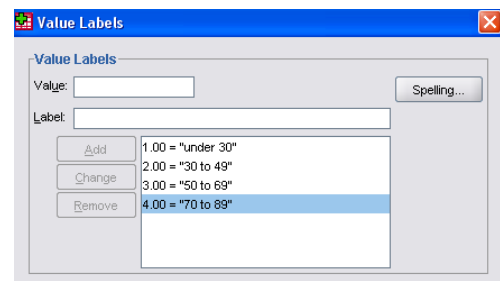 Value Labels
Value Labels
Value:
Spelling...
Label:
Add
Change
Remove
1.00 = "under 30"
2.00 = "30 to 49"
3.00 = "50 to 69"
4.00 = "70 to 89"